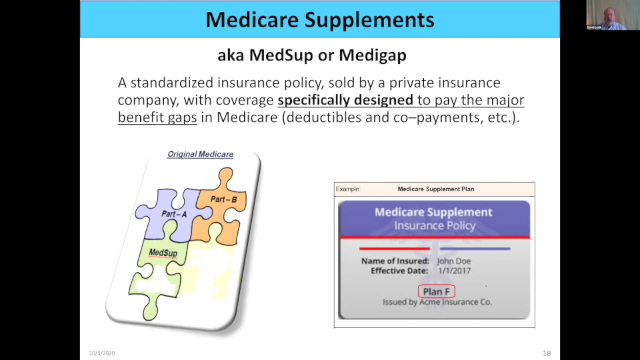 Medicare Supplements
aka MedSup or Medigap
A standardized insurance policy, sold by a private insurance
company, with coverage specifically designed to pay the major
benefit gaps in Medicare (deductibles and co–payments, etc.).
Original Medicare
Part – A
Part – B
MedSup
Example:
Medicare Supplement Plan
Medicare Supplement
Insurance Policy
Name of Insured: John Doe
Effective Date: 1/1/2017
Plan F
Issued by Acme Insurance Co.
10/5/2020
18